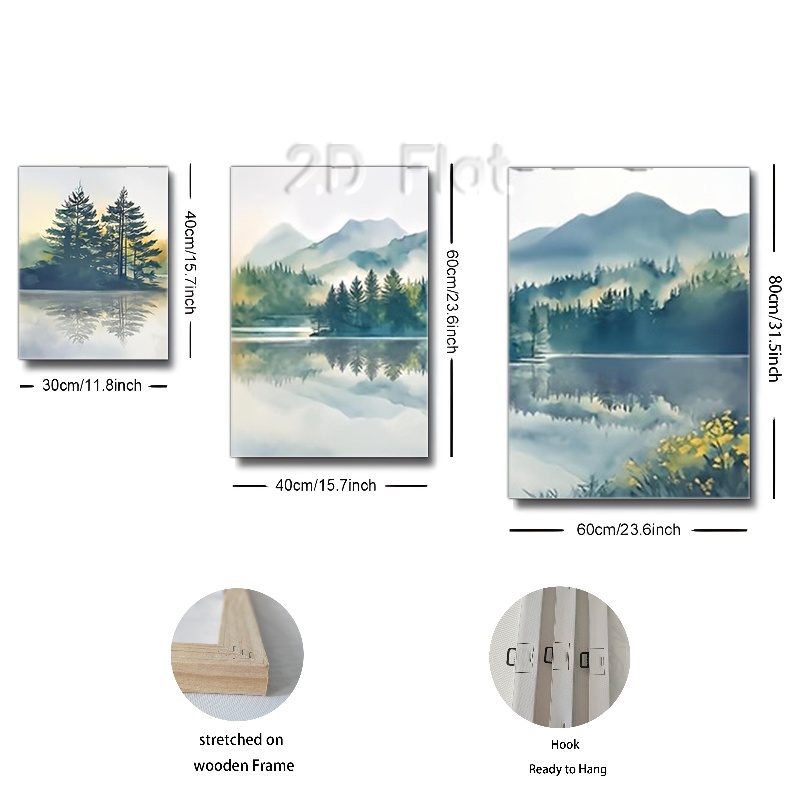 2D Flat
40cm/15.7inch
30cm/11.8inch
60cm/23.6inch
40cm/15.7inch
80cm/31.5inch
60cm/23.6inch
stretched on
wooden Frame
Hook
Ready to Hang